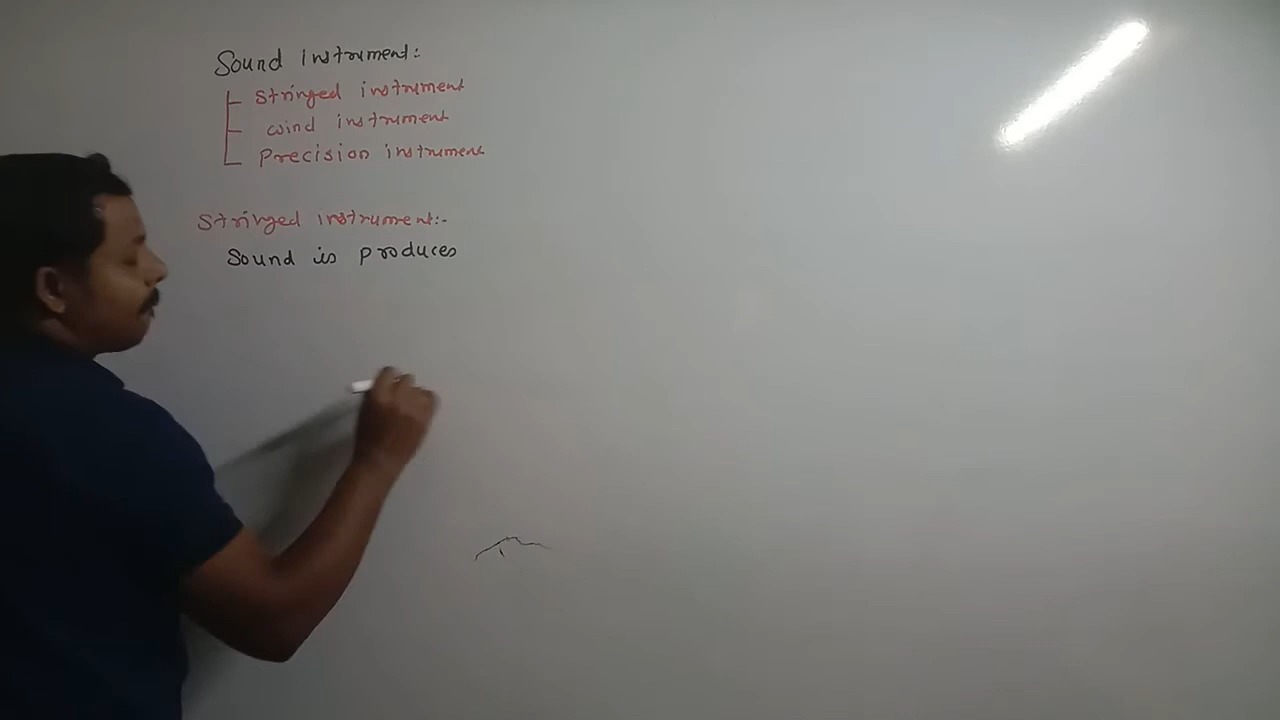 Sound instrument:
Stringed instrument
wind instrument
Precision instrument
Stringed instrument:-
Sound is produces